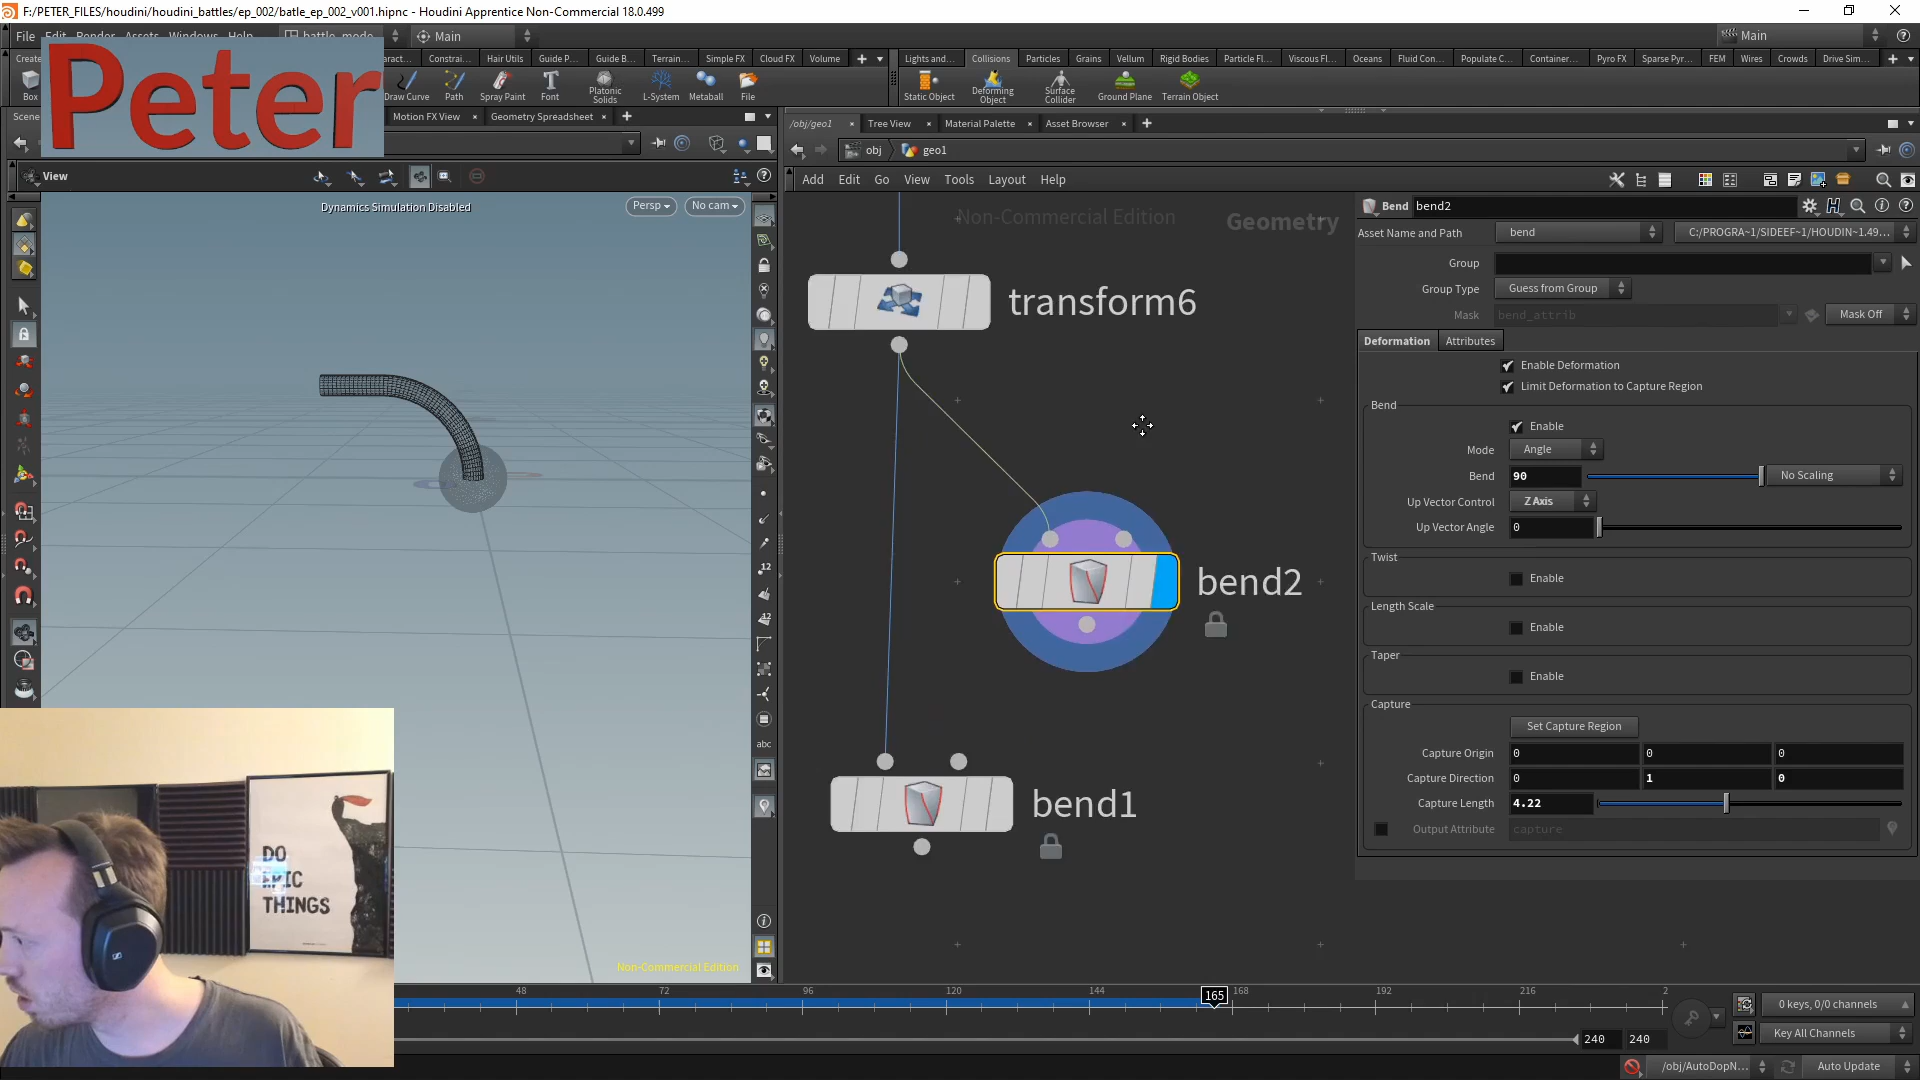 F:/PETER_FILES/houdini/houdini_battles/ep_002/batle_ep_002_v001.hipnc - Houdini Apprentice Non-Commercial 18.0.499
File Edit Render Assets Windows Help battle_mode Main Main
Peter
Constrai... Hair Utils Guide P... Guide B... Terrain... Simple FX Cloud FX Volume
Lights and... Collisions Particles Grains Vellum Rigid Bodies Particle Fl... Viscous Fl... Oceans Fluid Con... Populate C... Container... Pyro FX Sparse Pyr... FEM Wires Crowds Drive Sim...
Box Draw Curve Path Spray Paint Font Platonic Solids L-System Metaball File
Static Object Deforming Object Surface Collider Ground Plane Terrain Object
Motion FX View Geometry Spreadsheet
/obj/geo1 Tree View Material Palette Asset Browser
obj geo1
View
Add Edit Go View Tools Layout Help
Dynamics Simulation Disabled
Persp No cam
Non-Commercial Edition
Geometry
transform6
bend2
bend1
Bend bend2
Asset Name and Path bend C:/PROGRA~1/SIDEEF~1/HOUDIN~1.49...
Group
Group Type Guess from Group
Mask bend_attrib Mask Off
Deformation Attributes
Enable Deformation
Limit Deformation to Capture Region
Bend
Enable
Mode Angle
Bend 90 No Scaling
Up Vector Control Z Axis
Up Vector Angle 0
Twist
Enable
Length Scale
Enable
Taper
Enable
Capture
Set Capture Region
Capture Origin 0 0 0
Capture Direction 0 1 0
Capture Length 4.22
Output Attribute capture
12
12
abc
DO
EPIC
THINGS
Non-Commercial Edition
48 72 96 120 144 165 168 192 216 2
240 240
0 keys, 0/0 channels
Key All Channels
/obj/AutoDopN... Auto Update